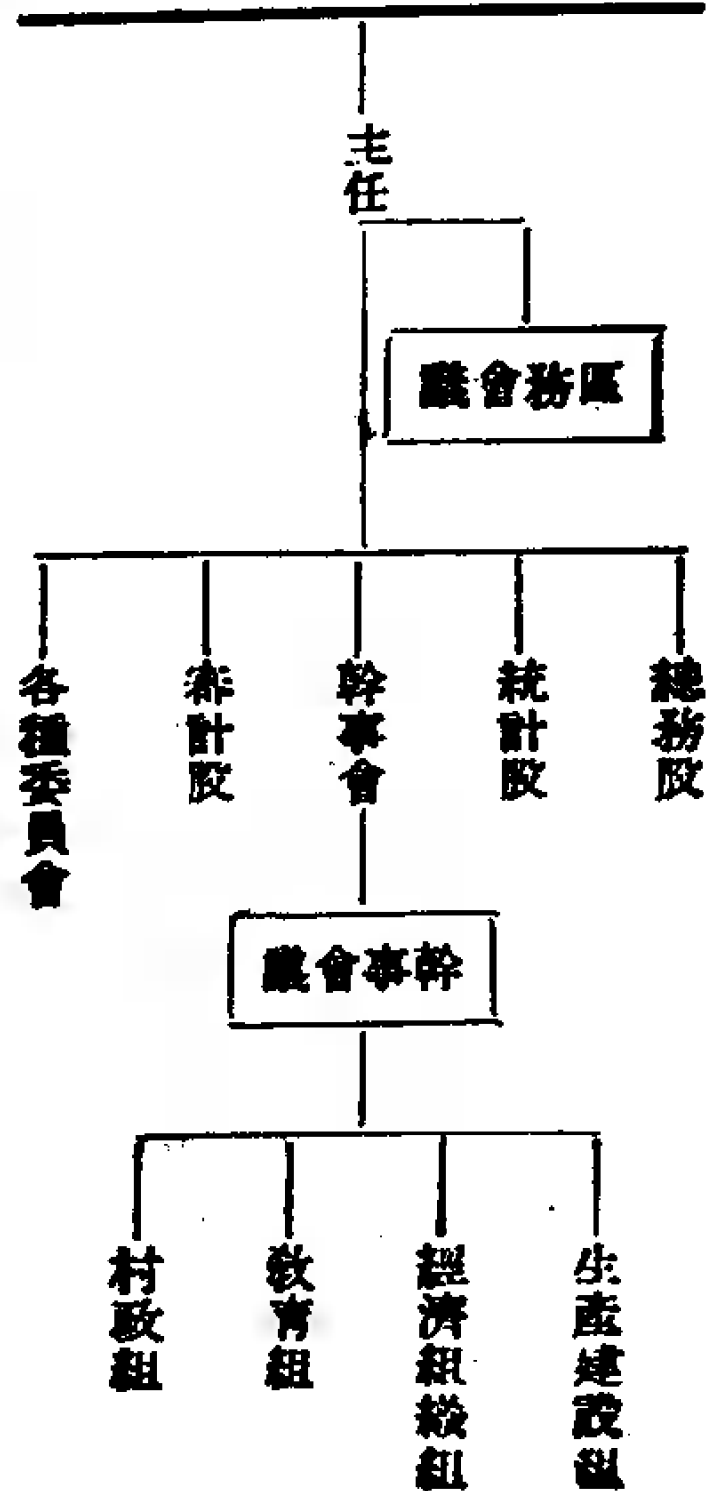 主任
區務會議
總務股
統計股
幹事會
審計股
各種委員會
幹事會議
生產建設組
經濟組織組
教育組
村政組